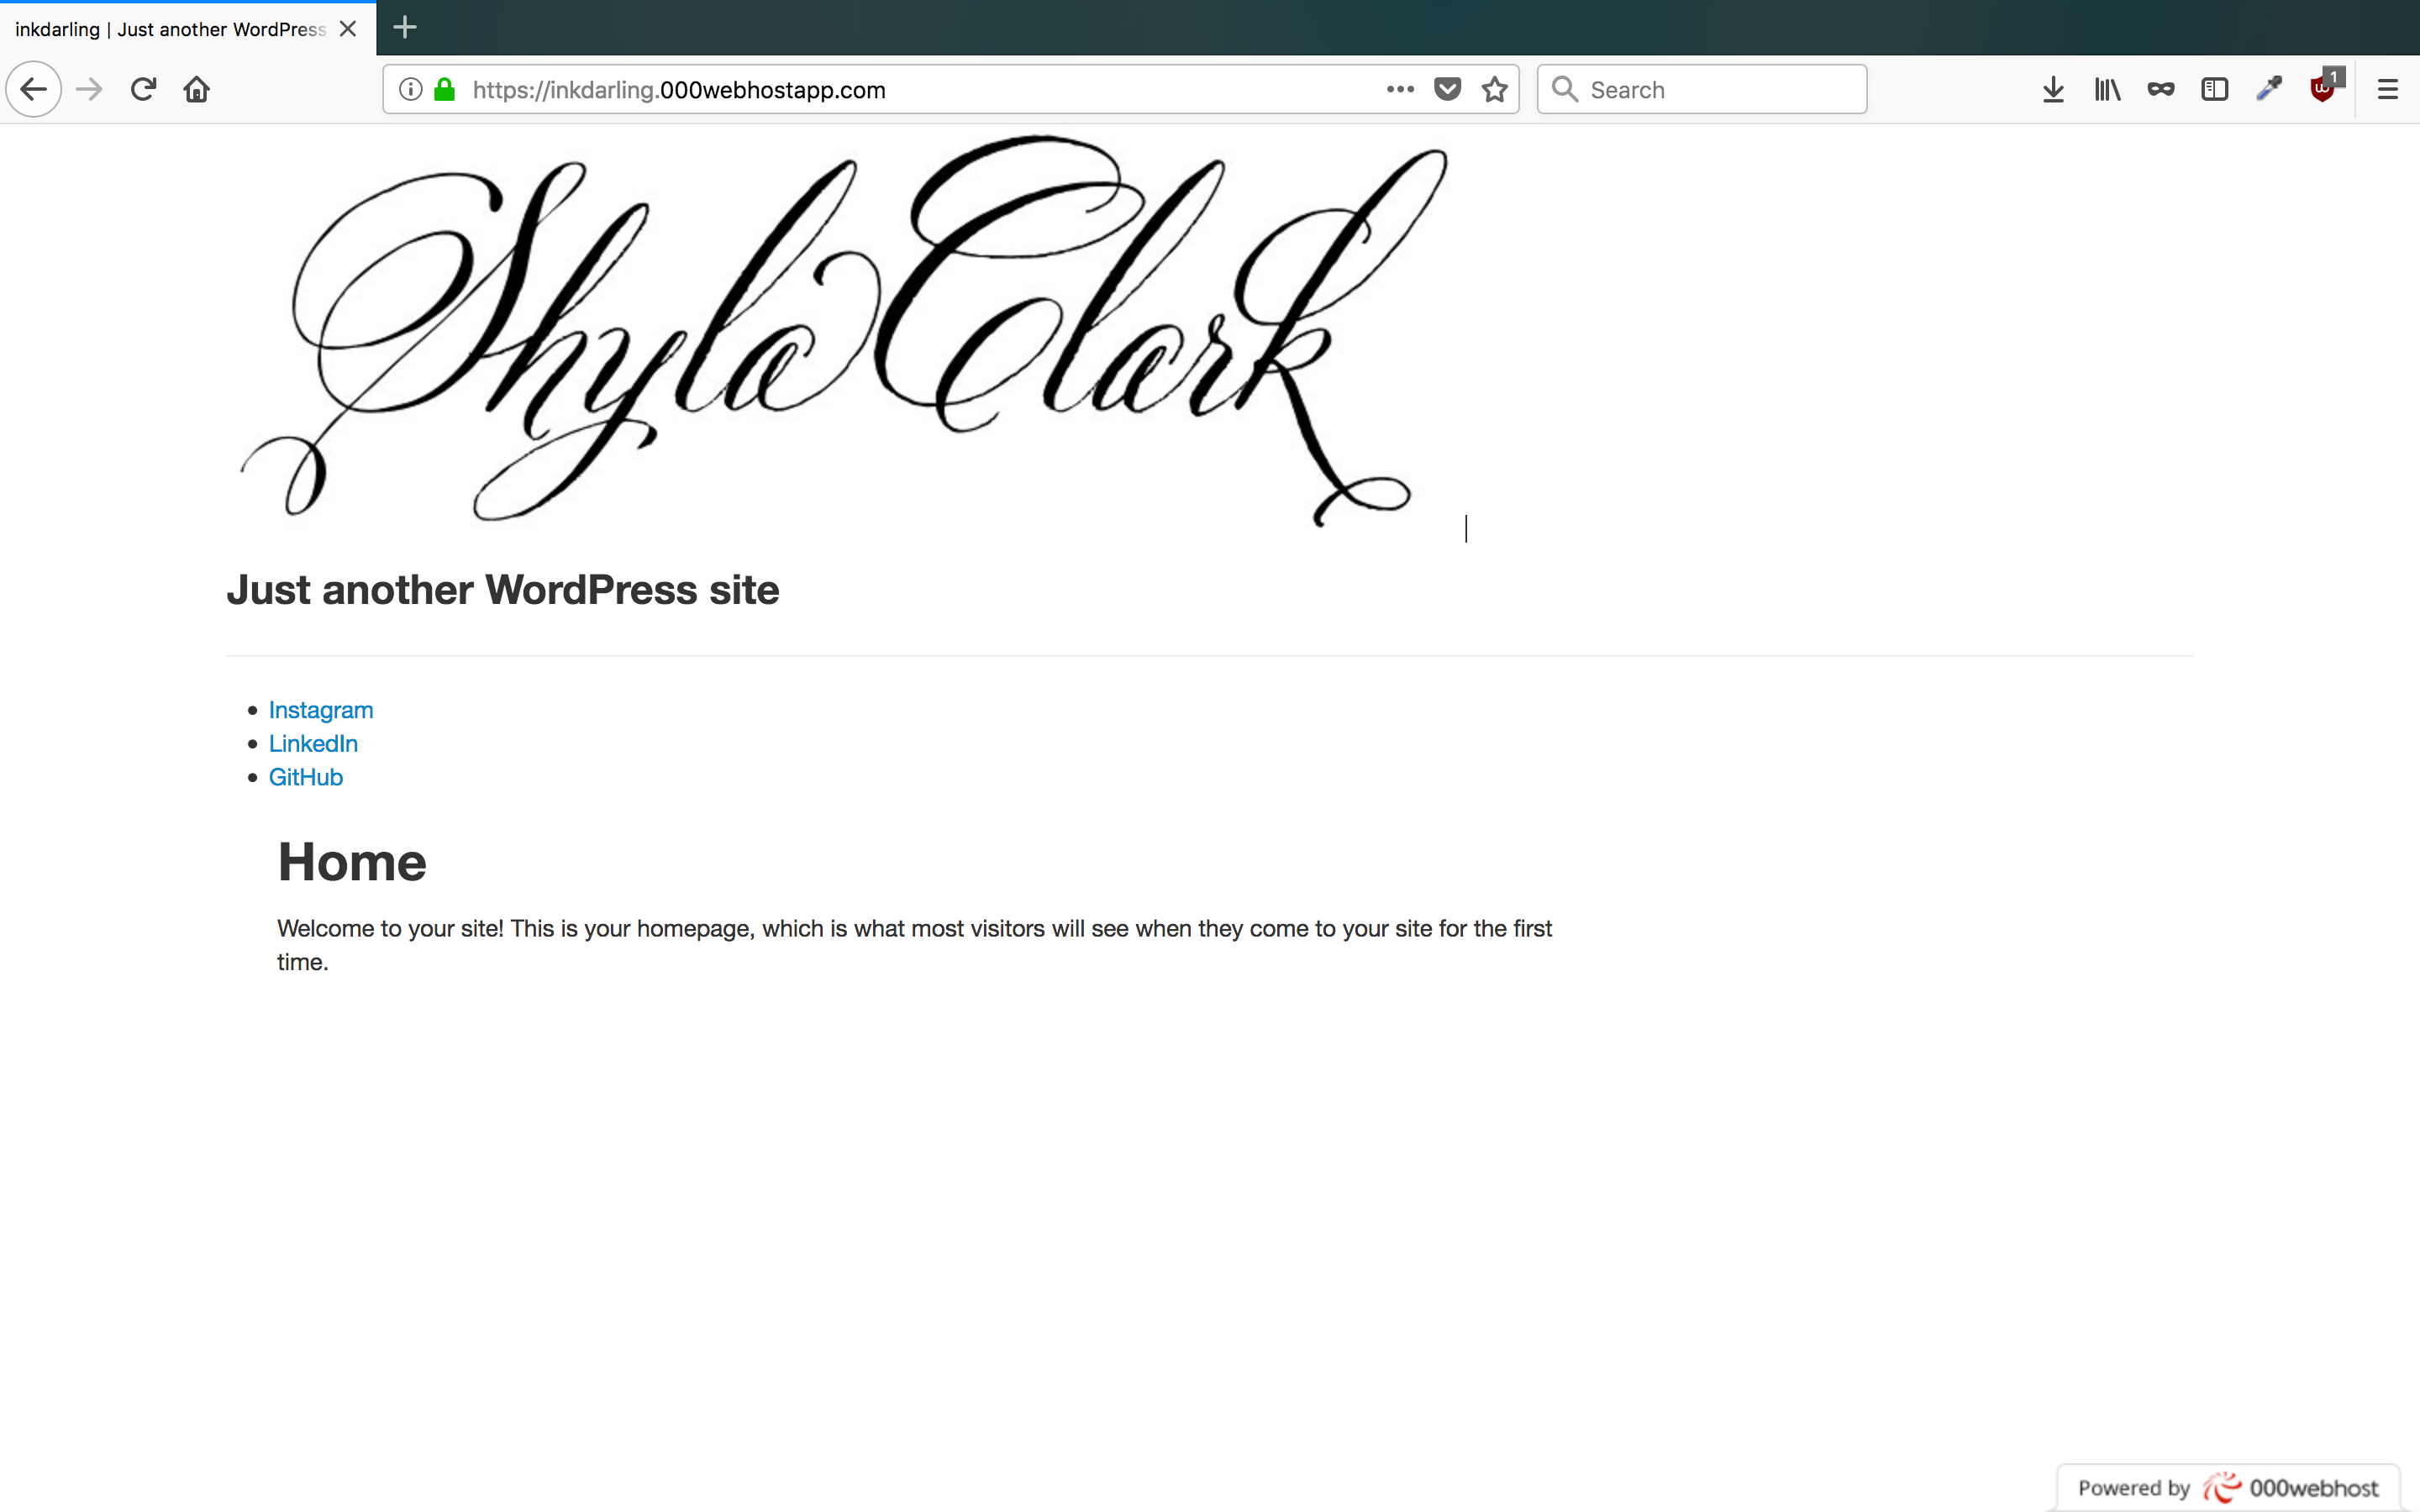 inkdarling | Just another WordPress
https://inkdarling.000webhostapp.com
Search
1
Shyla Clark
Just another WordPress site
Instagram
LinkedIn
GitHub
Home
Welcome to your site! This is your homepage, which is what most visitors will see when they come to your site for the first
time.
Powered by 000webhost